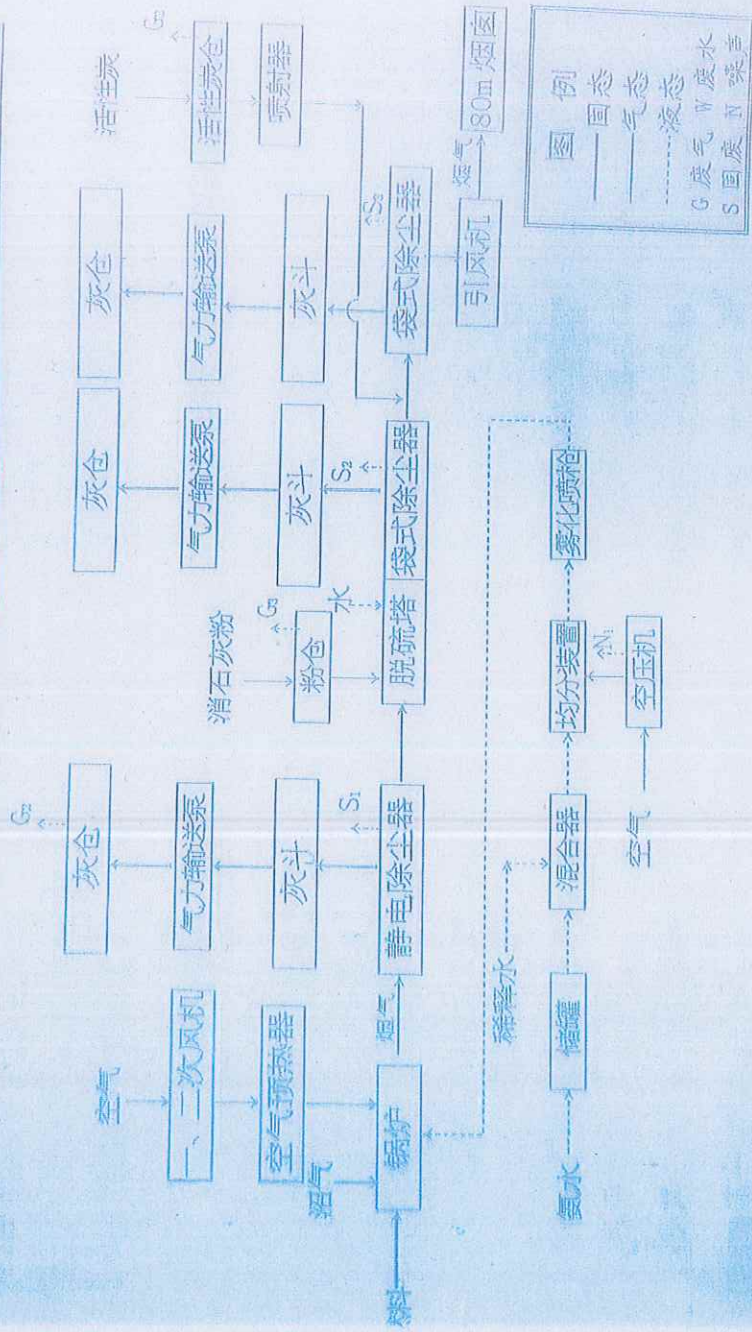 空气
一、二次风机
空气预热器
沼气
燃料
锅炉
烟气
静电除尘器
S1
灰斗
气力输送泵
灰仓
G2
消石灰粉
粉仓
G3
水
脱硫塔
袋式除尘器
S2
灰斗
气力输送泵
灰仓
袋式除尘器
灰斗
气力输送泵
灰仓
活性炭
活性炭仓
喷射器
引风机
烟气
80m 烟囱
氨水
储罐
稀释水
混合器
均分装置
N1
空气
空压机
雾化喷枪
图 例
固态
气态
液态
G 废气 W 废水
S 固废 N 噪声